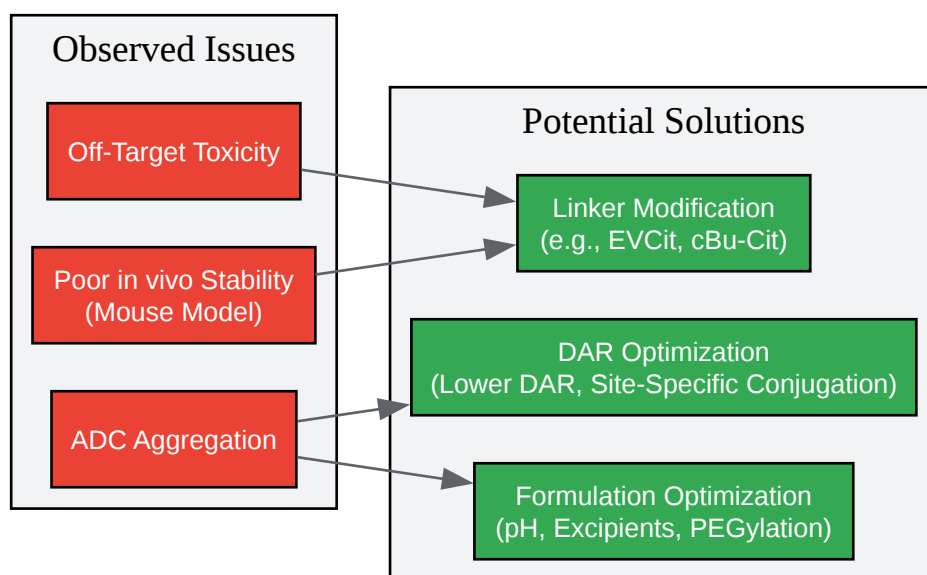 Observed Issues
Off-Target Toxicity
Poor in vivo Stability
(Mouse Model)
ADC Aggregation
Potential Solutions
Linker Modification
(e.g., EVCit, cBu-Cit)
DAR Optimization
(Lower DAR, Site-Specific Conjugation)
Formulation Optimization
(pH, Excipients, PEGylation)